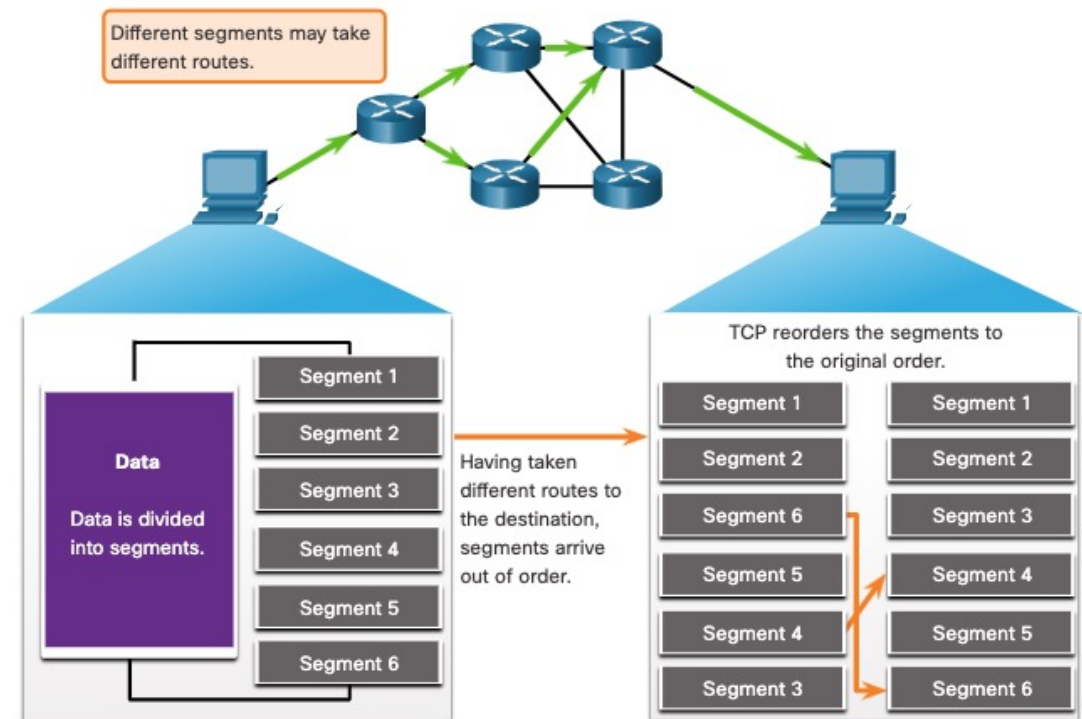 Different segments may take
different routes.
Data
Data is divided
into segments.
Segment 1
Segment 2
Segment 3
Segment 4
Segment 5
Segment 6
Having taken
different routes to
the destination,
segments arrive
out of order.
TCP reorders the segments to
the original order.
Segment 1
Segment 2
Segment 6
Segment 5
Segment 4
Segment 3
Segment 1
Segment 2
Segment 3
Segment 4
Segment 5
Segment 6